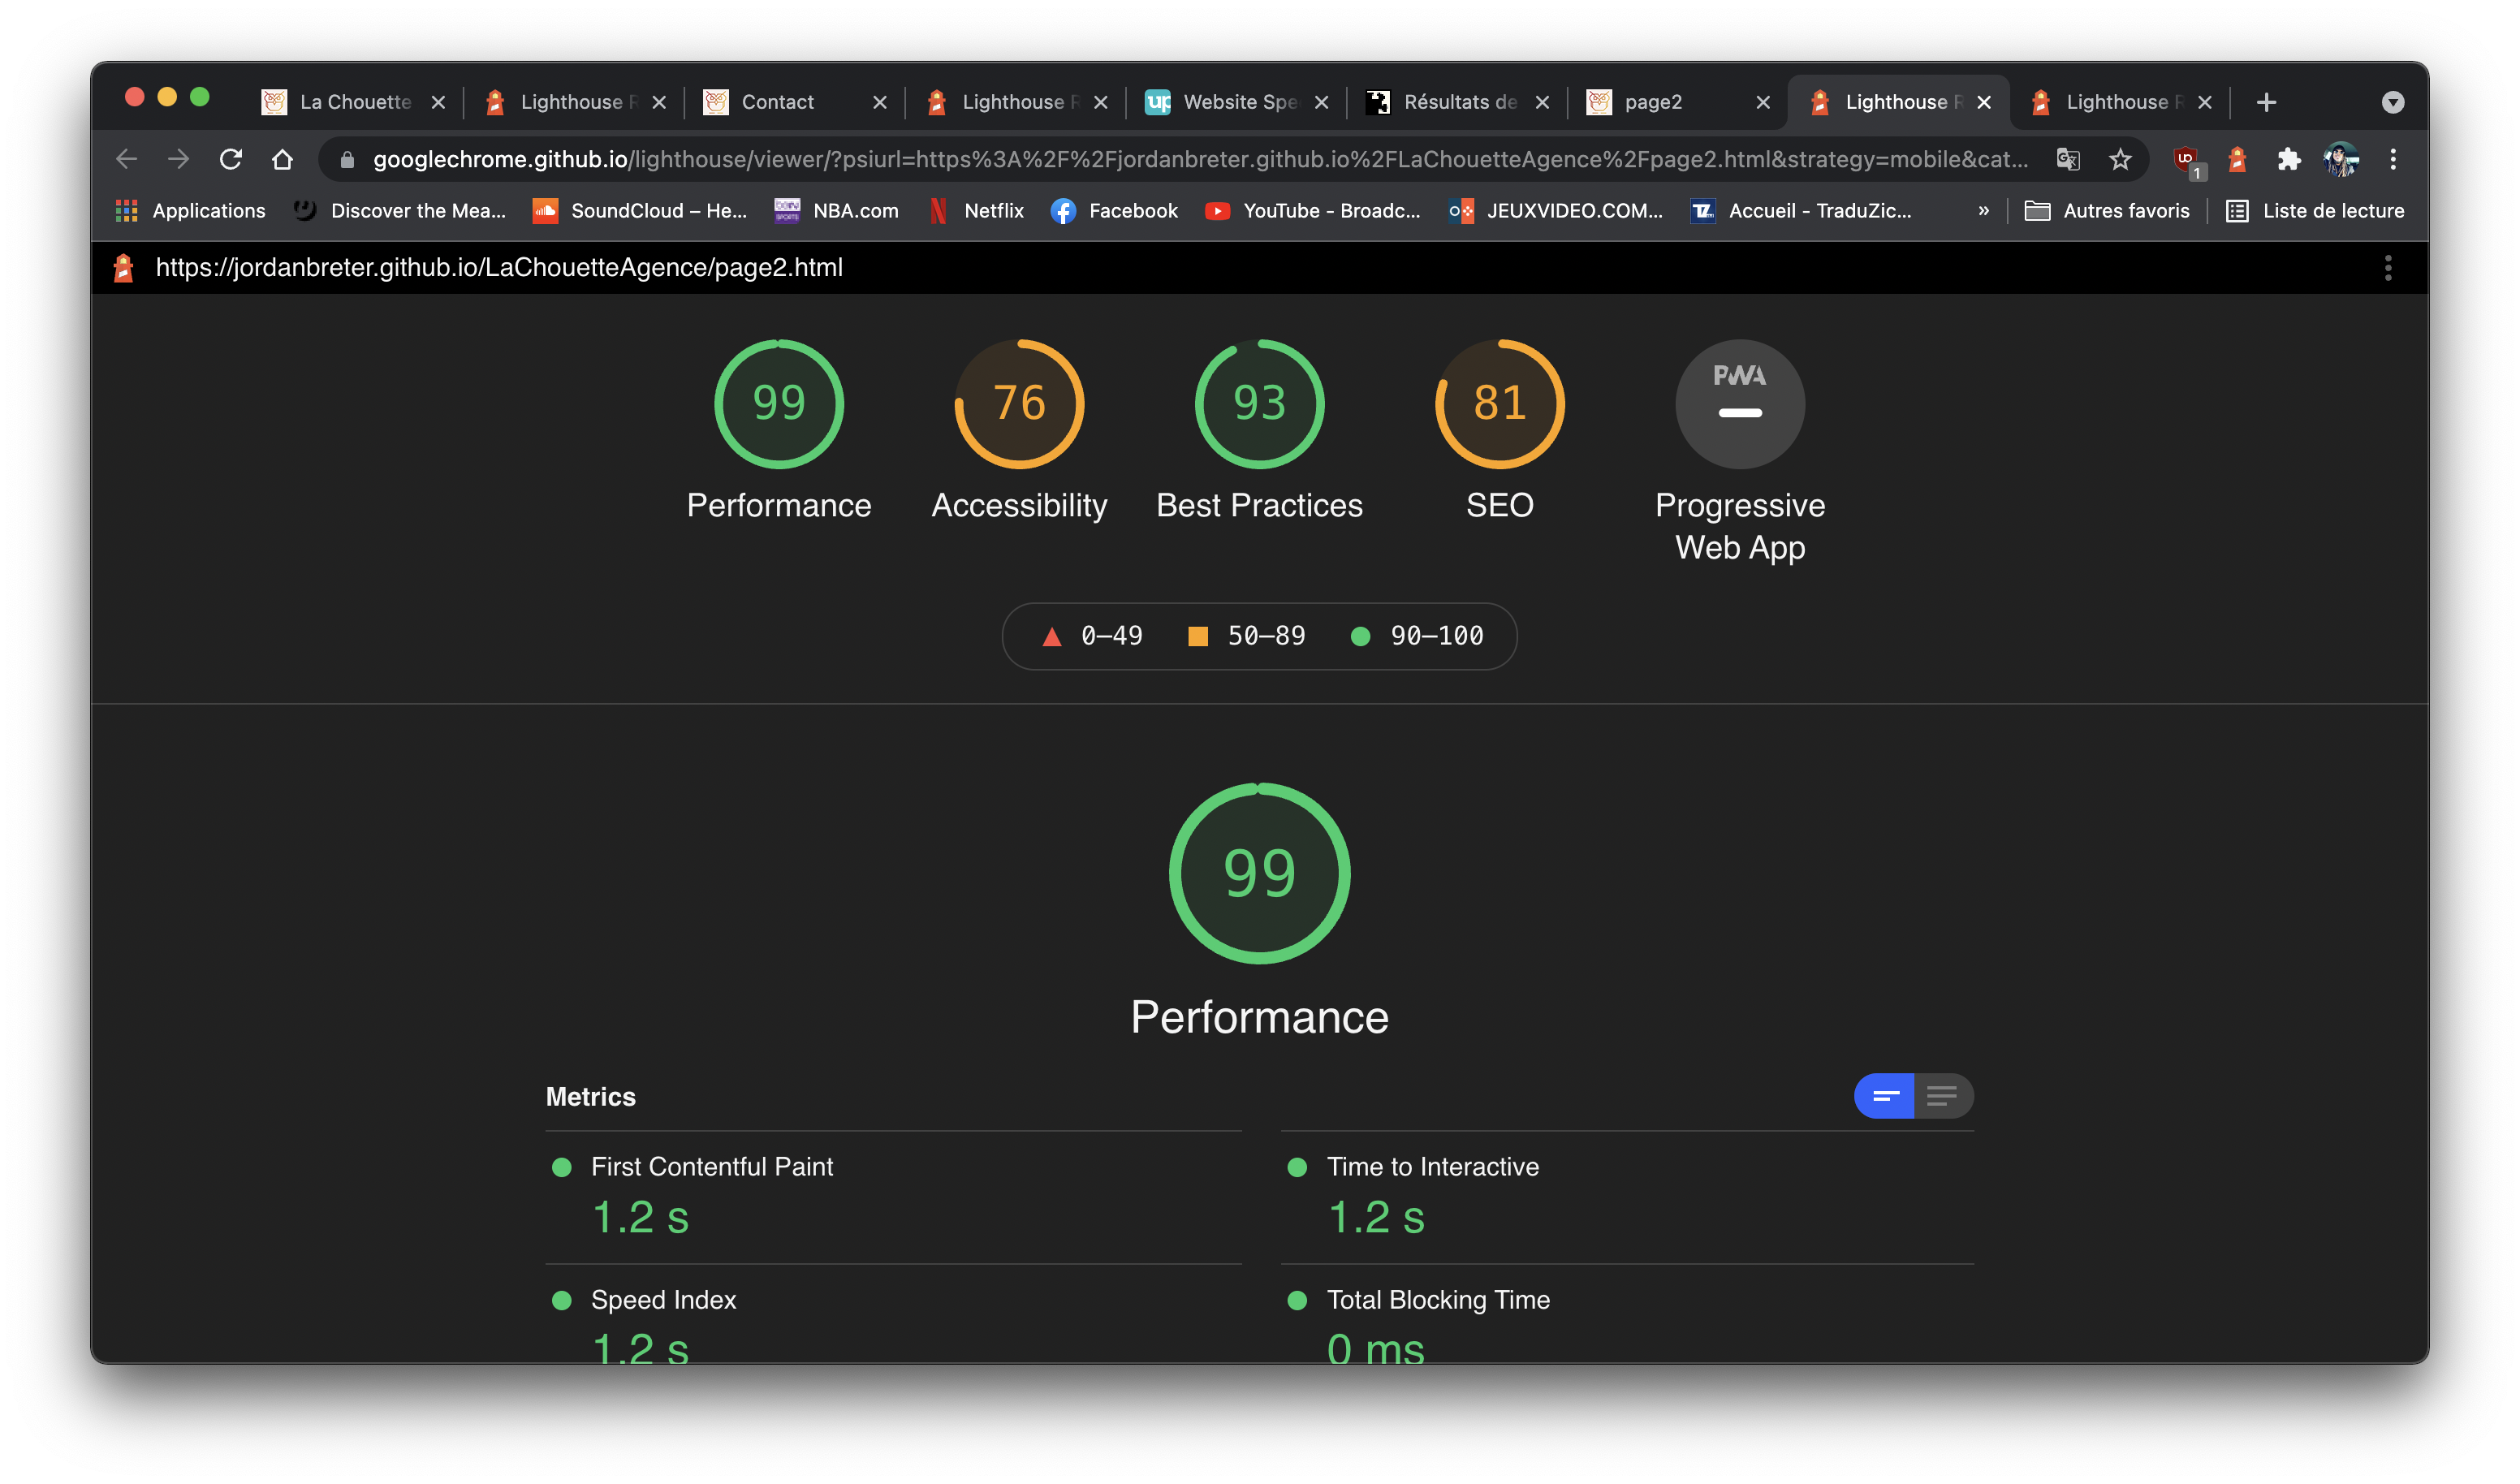 La Chouette
Lighthouse R
Contact
Lighthouse R
up
Website Spe
Résultats de
page2
Lighthouse R
Lighthouse R
googlechrome.github.io/lighthouse/viewer/?psiurl=https%3A%2F%2Fjordanbreter.github.io%2FLaChouetteAgence%2Fpage2.html&strategy=mobile&cat...
1
Applications
Discover the Mea...
SoundCloud – He...
NBA.com
Netflix
Facebook
YouTube - Broadc...
JEUXVIDEO.COM...
Accueil - TraduZic...
»
Autres favoris
Liste de lecture
https://jordanbreter.github.io/LaChouetteAgence/page2.html
99
76
93
81
PWA
Performance
Accessibility
Best Practices
SEO
Progressive
Web App
0–49
50–89
90–100
99
Performance
Metrics
First Contentful Paint
1.2 s
Time to Interactive
1.2 s
Speed Index
1.2 s
Total Blocking Time
0 ms